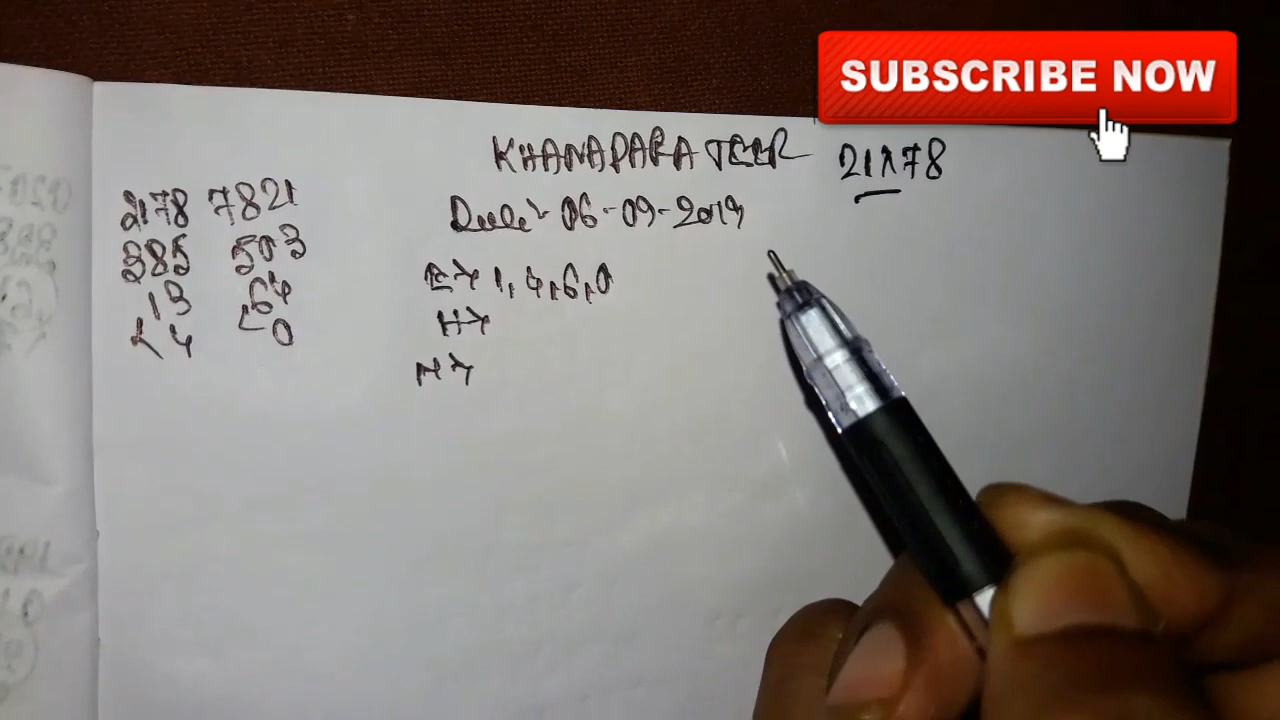 SUBSCRIBE NOW
KHANAPARA TEER 21x78
Date:- 06-09-2019
2178 7821
385 503
13 64
<4 <0
E→ 1, 4, 6, 0
H→